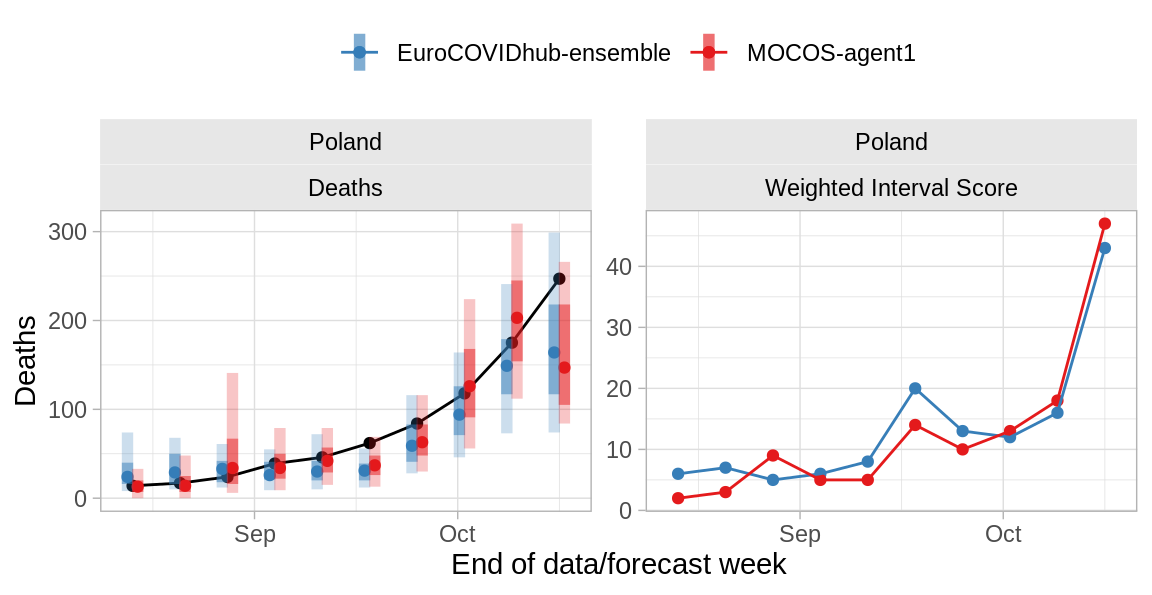 EuroCOVIDhub-ensemble MOCOS-agent1
Poland
Deaths
Deaths
300
200
100
0
Sep Oct
Poland
Weighted Interval Score
40
30
20
10
0
Sep Oct
End of data/forecast week